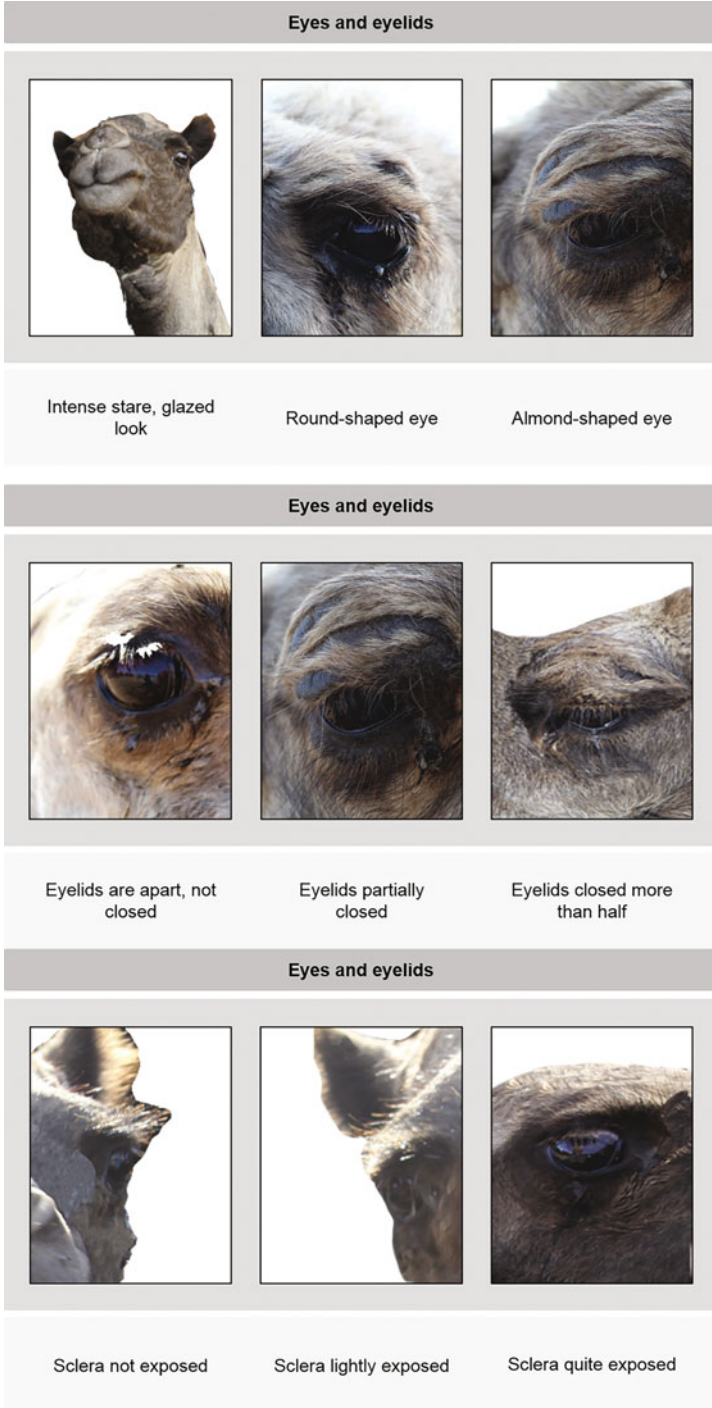 Eyes and eyelids
Intense stare, glazed
look
Round-shaped eye
Almond-shaped eye
Eyes and eyelids
Eyelids are apart, not
closed
Eyelids partially
closed
Eyelids closed more
than half
Eyes and eyelids
Sclera not exposed
Sclera lightly exposed
Sclera quite exposed